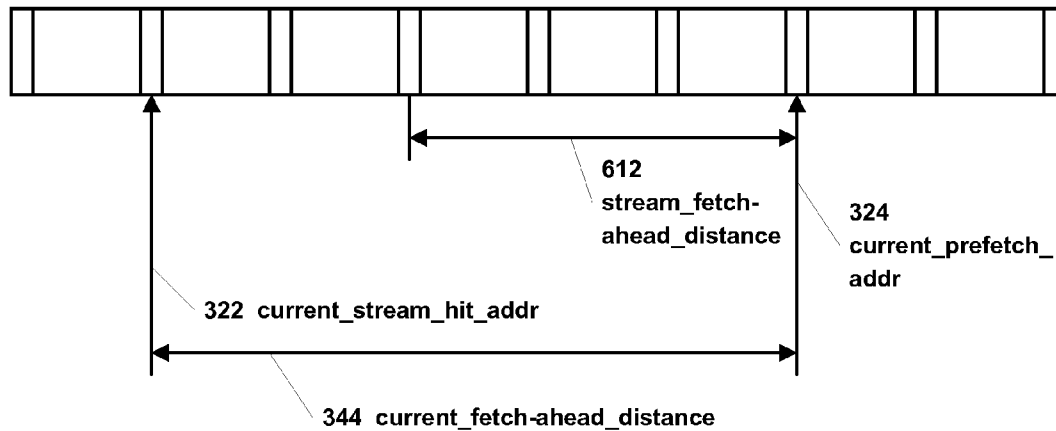 612
stream_fetch-
ahead_distance
324
current_prefetch_
addr
322 current_stream_hit_addr
344 current_fetch-ahead_distance